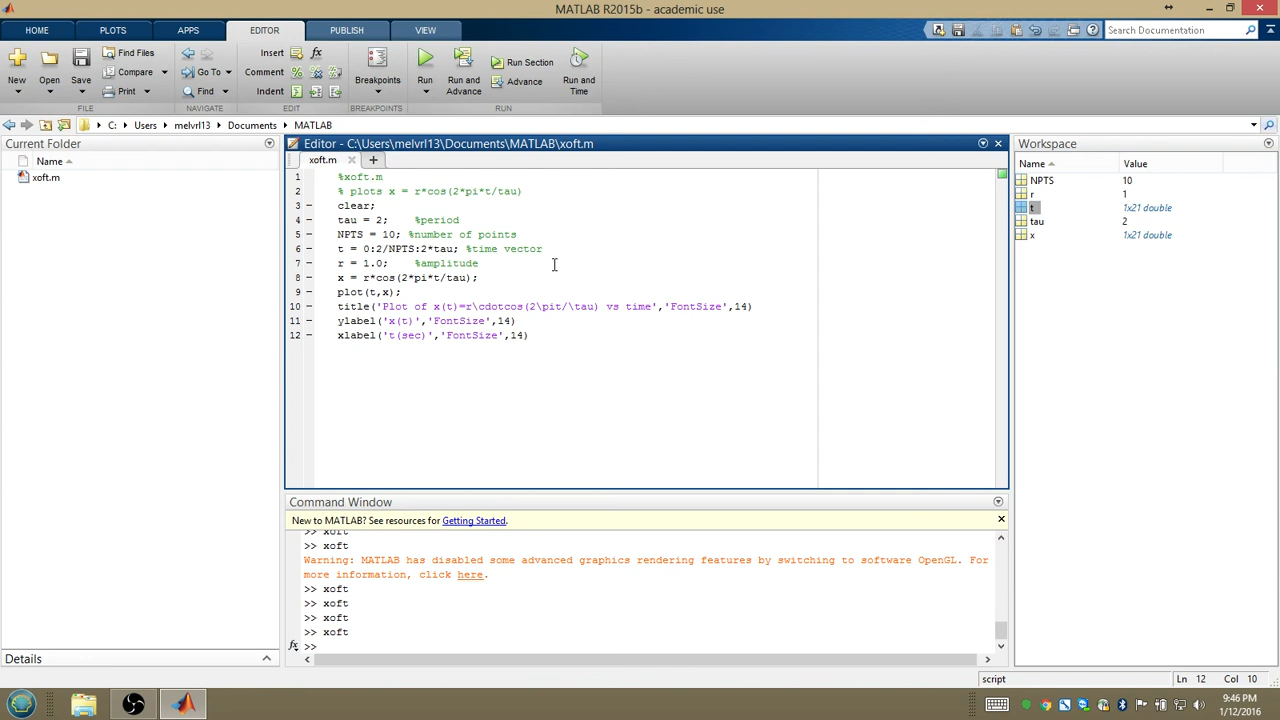 MATLAB R2015b - academic use
HOME PLOTS APPS EDITOR PUBLISH VIEW Search Documentation
New Open Save Find Files Compare Print
Go To Find
Insert fx Comment Indent
Breakpoints
Run Run and Advance Run Section Advance Run and Time
FILE NAVIGATE EDIT BREAKPOINTS RUN
C: Users melvrl13 Documents MATLAB
Current Folder
Name
xoft.m
Editor - C:\Users\melvrl13\Documents\MATLAB\xoft.m
xoft.m
1 %xoft.m
2 % plots x = r*cos(2*pi*t/tau)
3 - clear;
4 - tau = 2; %period
5 - NPTS = 10; %number of points
6 - t = 0:2/NPTS:2*tau; %time vector
7 - r = 1.0; %amplitude
8 - x = r*cos(2*pi*t/tau);
9 - plot(t,x);
10 - title('Plot of x(t)=r\cdotcos(2\pit/\tau) vs time','FontSize',14)
11 - ylabel('x(t)','FontSize',14)
12 - xlabel('t(sec)','FontSize',14)
Workspace
Name Value
NPTS 10
r 1
t 1x21 double
tau 2
x 1x21 double
Command Window
New to MATLAB? See resources for Getting Started.
>> xoft
>> xoft
Warning: MATLAB has disabled some advanced graphics rendering features by switching to software OpenGL. For
more information, click here.
>> xoft
>> xoft
>> xoft
>> xoft
fx >>
Details
script Ln 12 Col 10
9:46 PM
1/12/2016